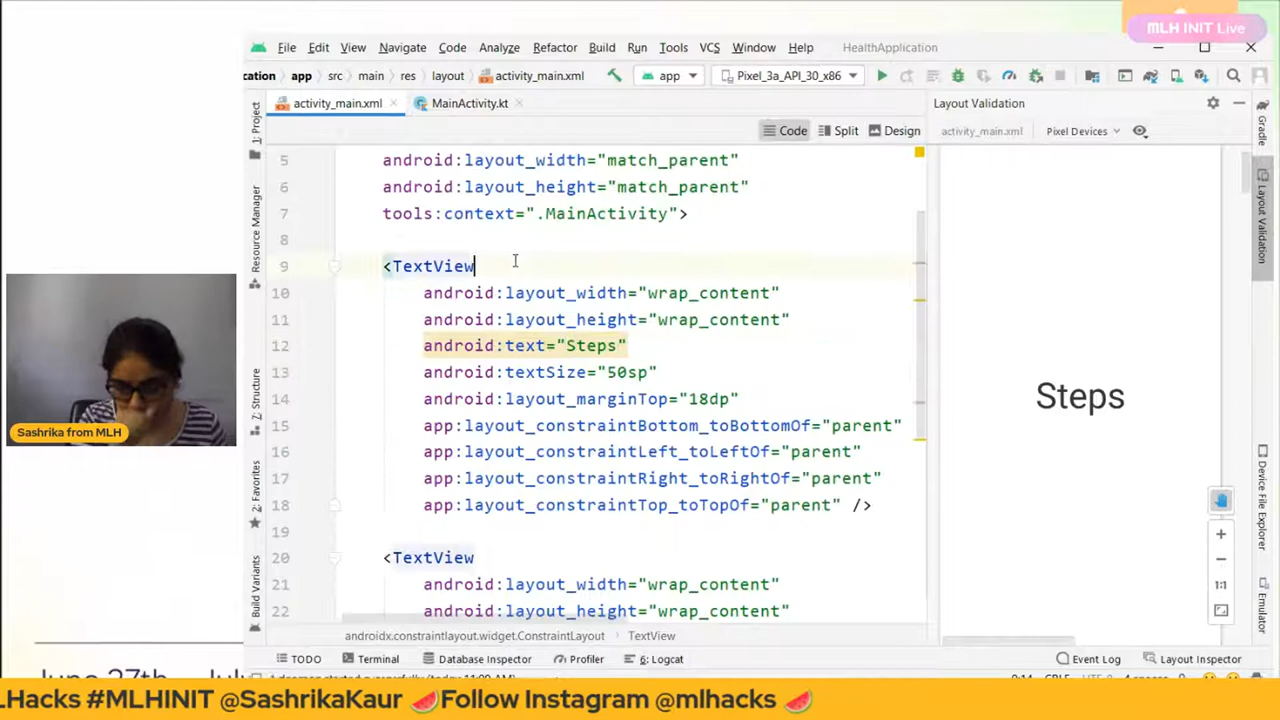 MLH INIT Live
File Edit View Navigate Code Analyze Refactor Build Run Tools VCS Window Help HealthApplication
cation app src main res layout activity_main.xml app Pixel_3a_API_30_x86
activity_main.xml MainActivity.kt Layout Validation
Code Split Design activity_main.xml Pixel Devices
1: Project
Resource Manager
Z: Structure
2: Favorites
Build Variants
5 android:layout_width="match_parent"
6 android:layout_height="match_parent"
7 tools:context=".MainActivity">
8
9 <TextView
10 android:layout_width="wrap_content"
11 android:layout_height="wrap_content"
12 android:text="Steps"
13 android:textSize="50sp"
14 android:layout_marginTop="18dp"
15 app:layout_constraintBottom_toBottomOf="parent"
16 app:layout_constraintLeft_toLeftOf="parent"
17 app:layout_constraintRight_toRightOf="parent"
18 app:layout_constraintTop_toTopOf="parent" />
19
20 <TextView
21 android:layout_width="wrap_content"
22 android:layout_height="wrap_content"
Steps
1:1
Gradle
Layout Validation
Device File Explorer
Emulator
Sashrika from MLH
androidx.constraintlayout.widget.ConstraintLayout TextView
TODO Terminal Database Inspector Profiler 6: Logcat Event Log Layout Inspector
LHacks #MLHINIT @SashrikaKaur 🍉Follow Instagram @mlhacks 🍉